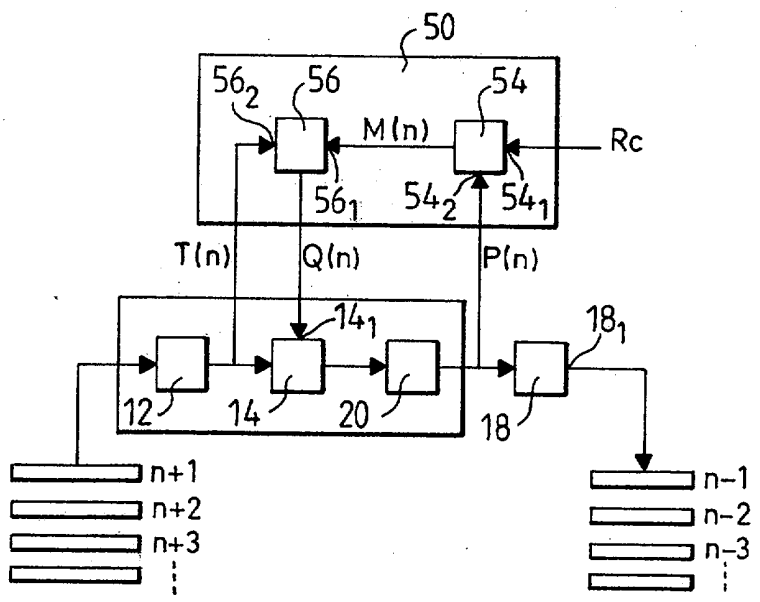 50
56₂ 56 54
M(n) Rc
56₁ 54₂ 54₁
T(n) Q(n) P(n)
14₁ 18₁
12 14 20 18
n+1 n-1
n+2 n-2
n+3 n-3